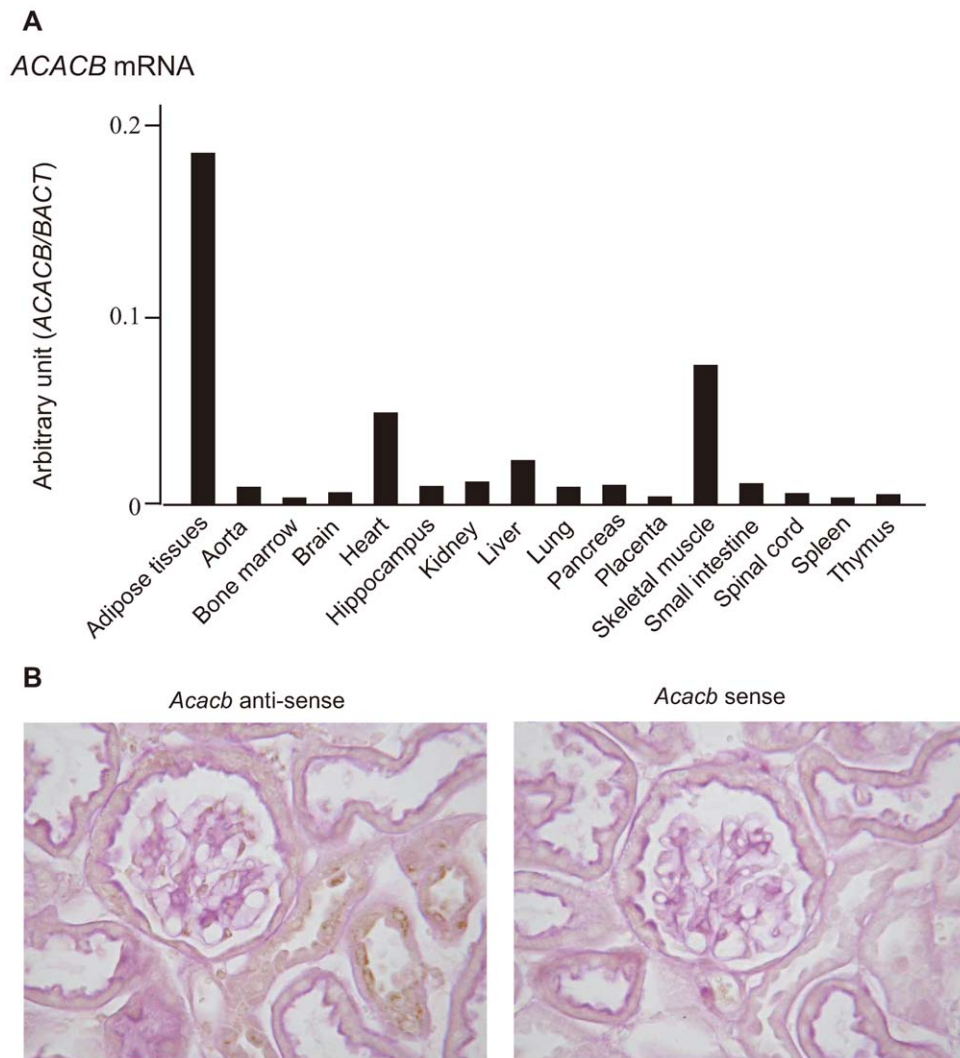 A
ACACB mRNA
Arbitrary unit (ACACB/BACT)
0.2
0.1
0
Adipose tissues
Aorta
Bone marrow
Brain
Heart
Hippocampus
Kidney
Liver
Lung
Pancreas
Placenta
Skeletal muscle
Small intestine
Spinal cord
Spleen
Thymus
B
Acacb anti-sense
Acacb sense